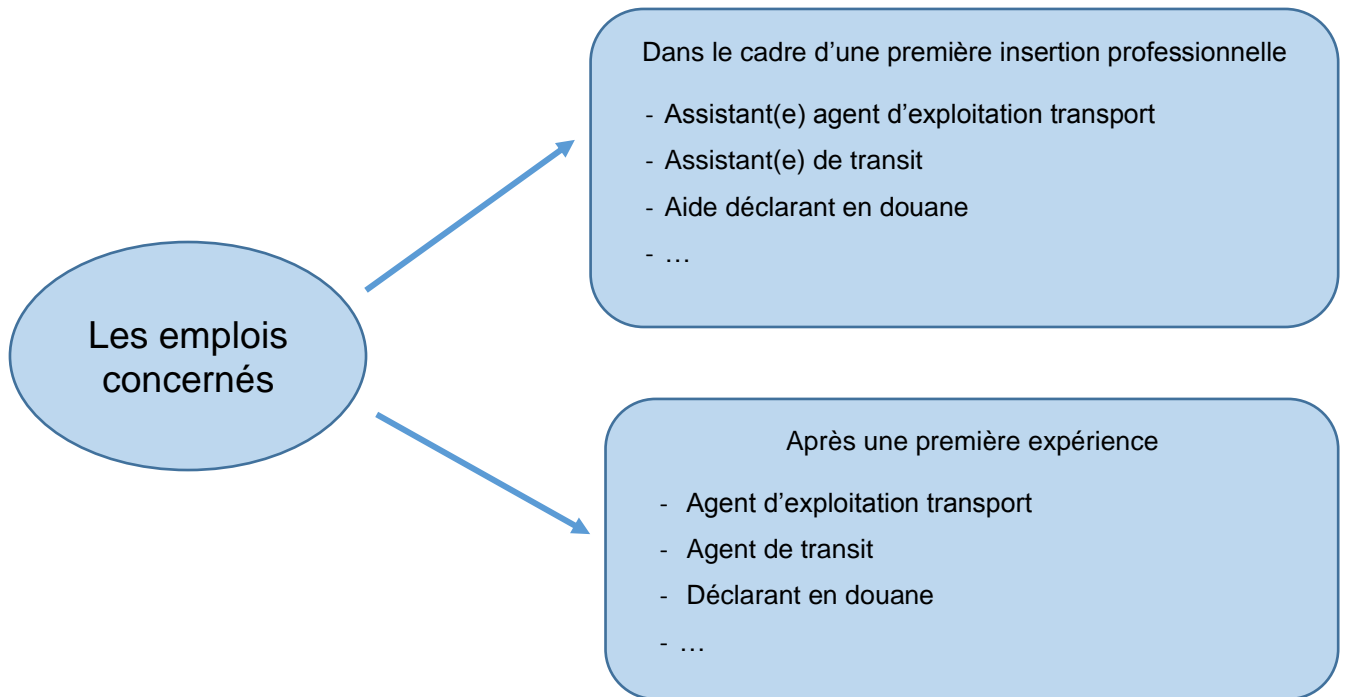 Les emplois
concernés
Dans le cadre d’une première insertion professionnelle
- Assistant(e) agent d’exploitation transport
- Assistant(e) de transit
- Aide déclarant en douane
- …
Après une première expérience
- Agent d’exploitation transport
- Agent de transit
- Déclarant en douane
- …